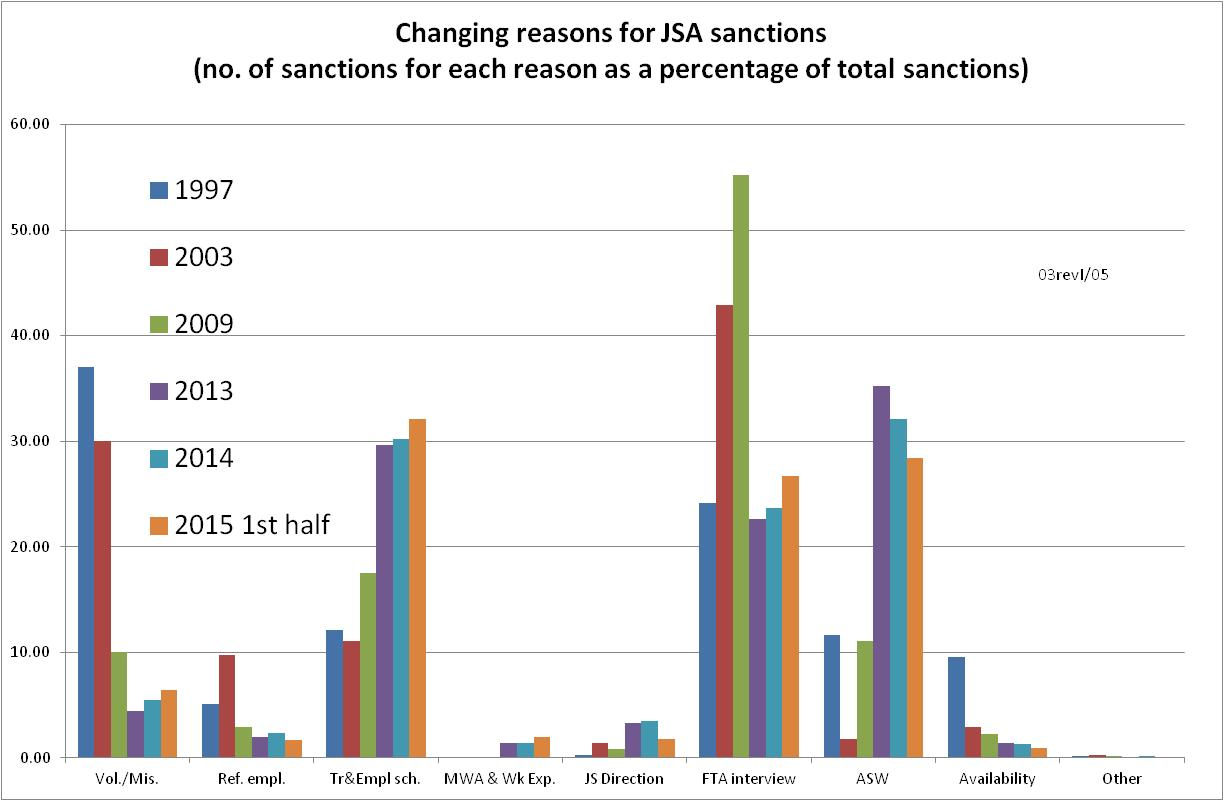 Changing reasons for JSA sanctions
(no. of sanctions for each reason as a percentage of total sanctions)
60.00
50.00
40.00
30.00
20.00
10.00
0.00
1997
2003
2009
2013
2014
2015 1st half
03revI/05
Vol./Mis.
Ref. empl.
Tr&Empl sch.
MWA & Wk Exp.
JS Direction
FTA interview
ASW
Availability
Other